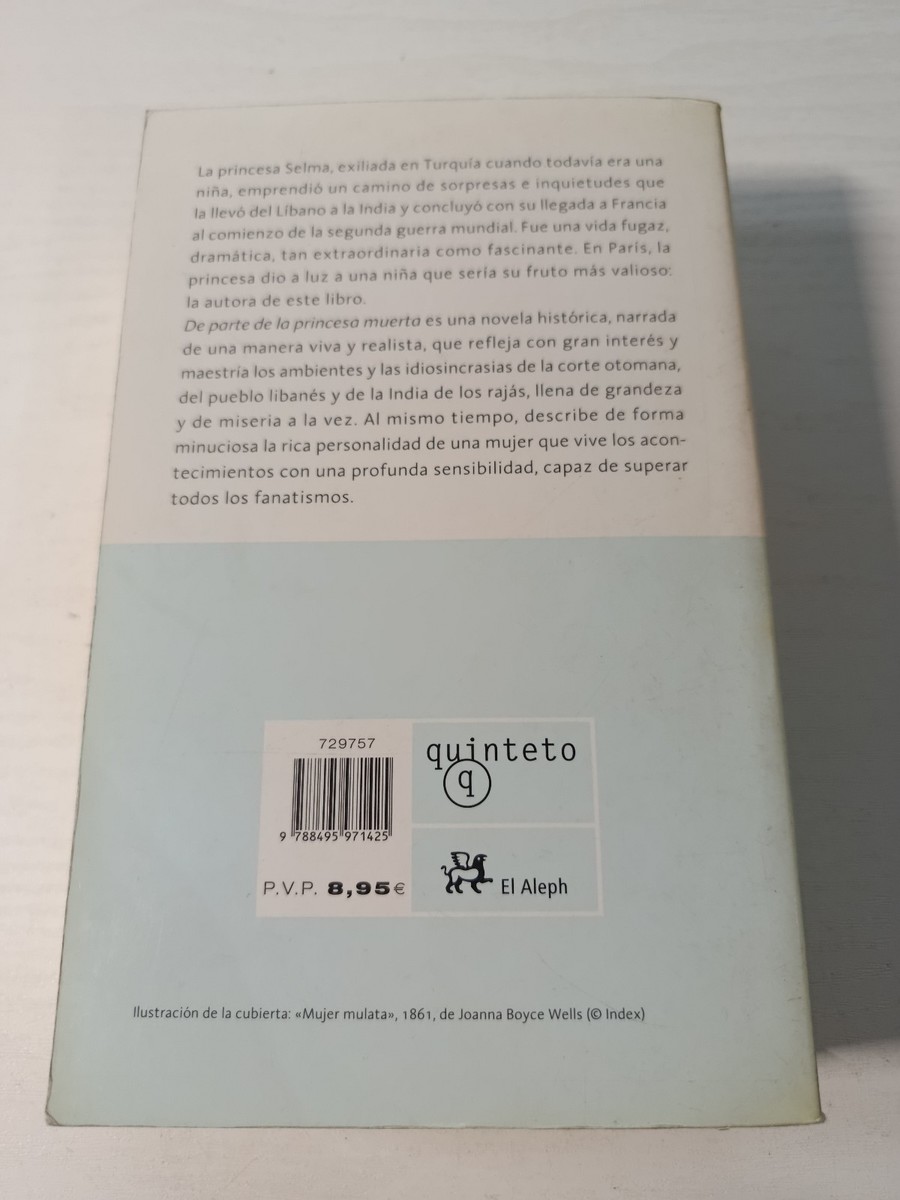 La princesa Selma, exiliada en Turquía cuando todavía era una
niña, emprendió un camino de sorpresas e inquietudes que
la llevó del Líbano a la India y concluyó con su llegada a Francia
al comienzo de la segunda guerra mundial. Fue una vida fugaz,
dramática, tan extraordinaria como fascinante. En París, la
princesa dio a luz a una niña que sería su fruto más valioso:
la autora de este libro.
De parte de la princesa muerta es una novela histórica, narrada
de una manera viva y realista, que refleja con gran interés y
maestría los ambientes y las idiosincrasias de la corte otomana,
del pueblo libanés y de la India de los rajás, llena de grandeza
y de miseria a la vez. Al mismo tiempo, describe de forma
minuciosa la rica personalidad de una mujer que vive los acon-
tecimientos con una profunda sensibilidad, capaz de superar
todos los fanatismos.
729757
9 788495 971425
P.V.P. 8,95€
quinteto
q
El Aleph
Ilustración de la cubierta: «Mujer mulata», 1861, de Joanna Boyce Wells (© Index)